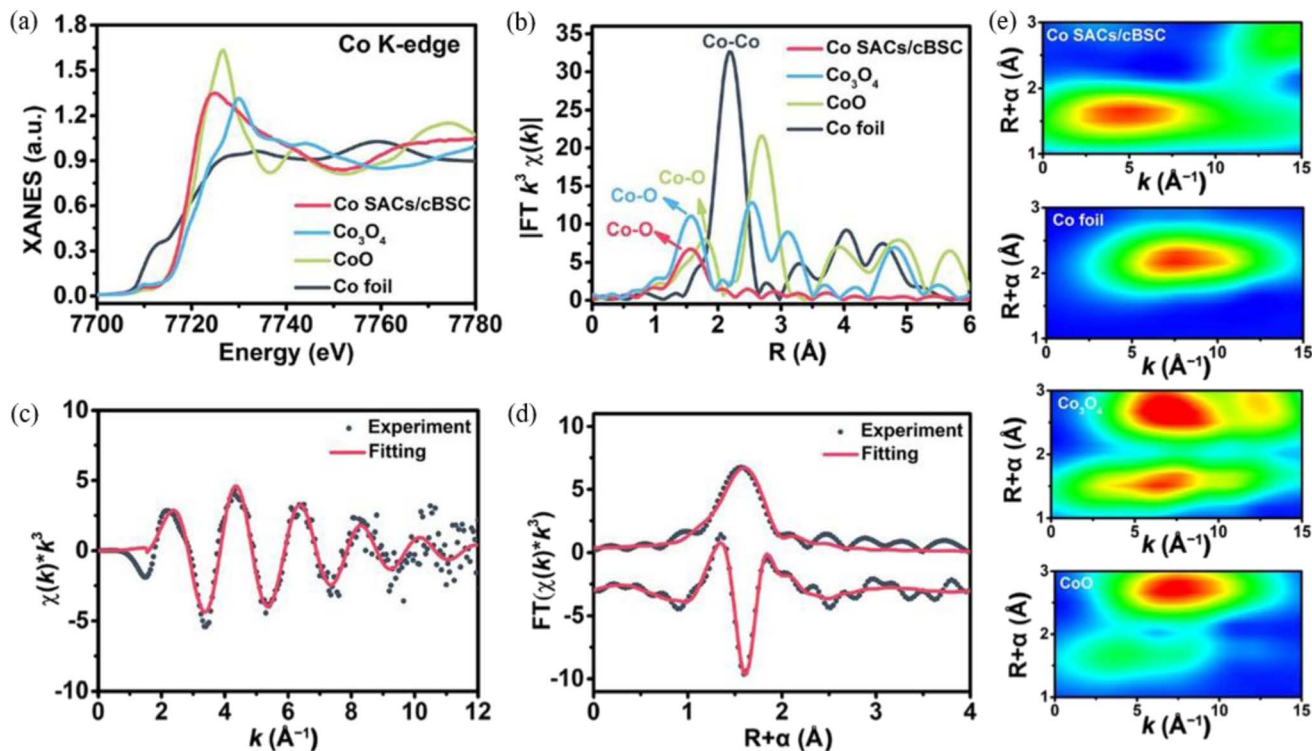 (a)
1.8
1.5
1.2
0.9
0.6
0.3
0.0
XANES (a.u.)
Co K-edge
Co SACs/cBSC
Co₃O₄
CoO
Co foil
7700 7720 7740 7760 7780
Energy (eV)
(b)
35
30
25
20
15
10
5
0
|FT k³ χ(k)|
Co-Co
Co SACs/cBSC
Co₃O₄
CoO
Co foil
Co-O
Co-O
Co-O
0 1 2 3 4 5 6
R (Å)
(c)
10
5
0
-5
-10
χ(k)*k³
Experiment
Fitting
0 2 4 6 8 10 12
k (Å⁻¹)
(d)
10
5
0
-5
-10
FT(χ(k)*k³)
Experiment
Fitting
0 1 2 3 4
R+α (Å)
(e)
3
2
1
R+α (Å)
Co SACs/cBSC
0 5 10 15
k (Å⁻¹)
3
2
1
R+α (Å)
Co foil
0 5 10 15
k (Å⁻¹)
3
2
1
R+α (Å)
Co₃O₄
0 5 10 15
k (Å⁻¹)
3
2
1
R+α (Å)
CoO
0 5 10 15
k (Å⁻¹)